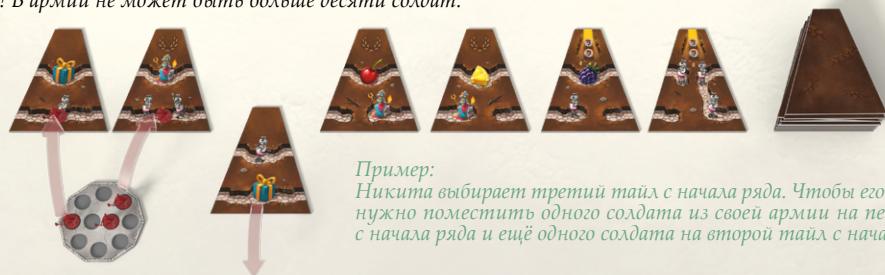 ! В армии не может быть больше десяти солдат.
Пример:
Никита выбирает третий тайл с начала ряда. Чтобы его
нужно поместить одного солдата из своей армии на пе
с начала ряда и ещё одного солдата на второй тайл с нача